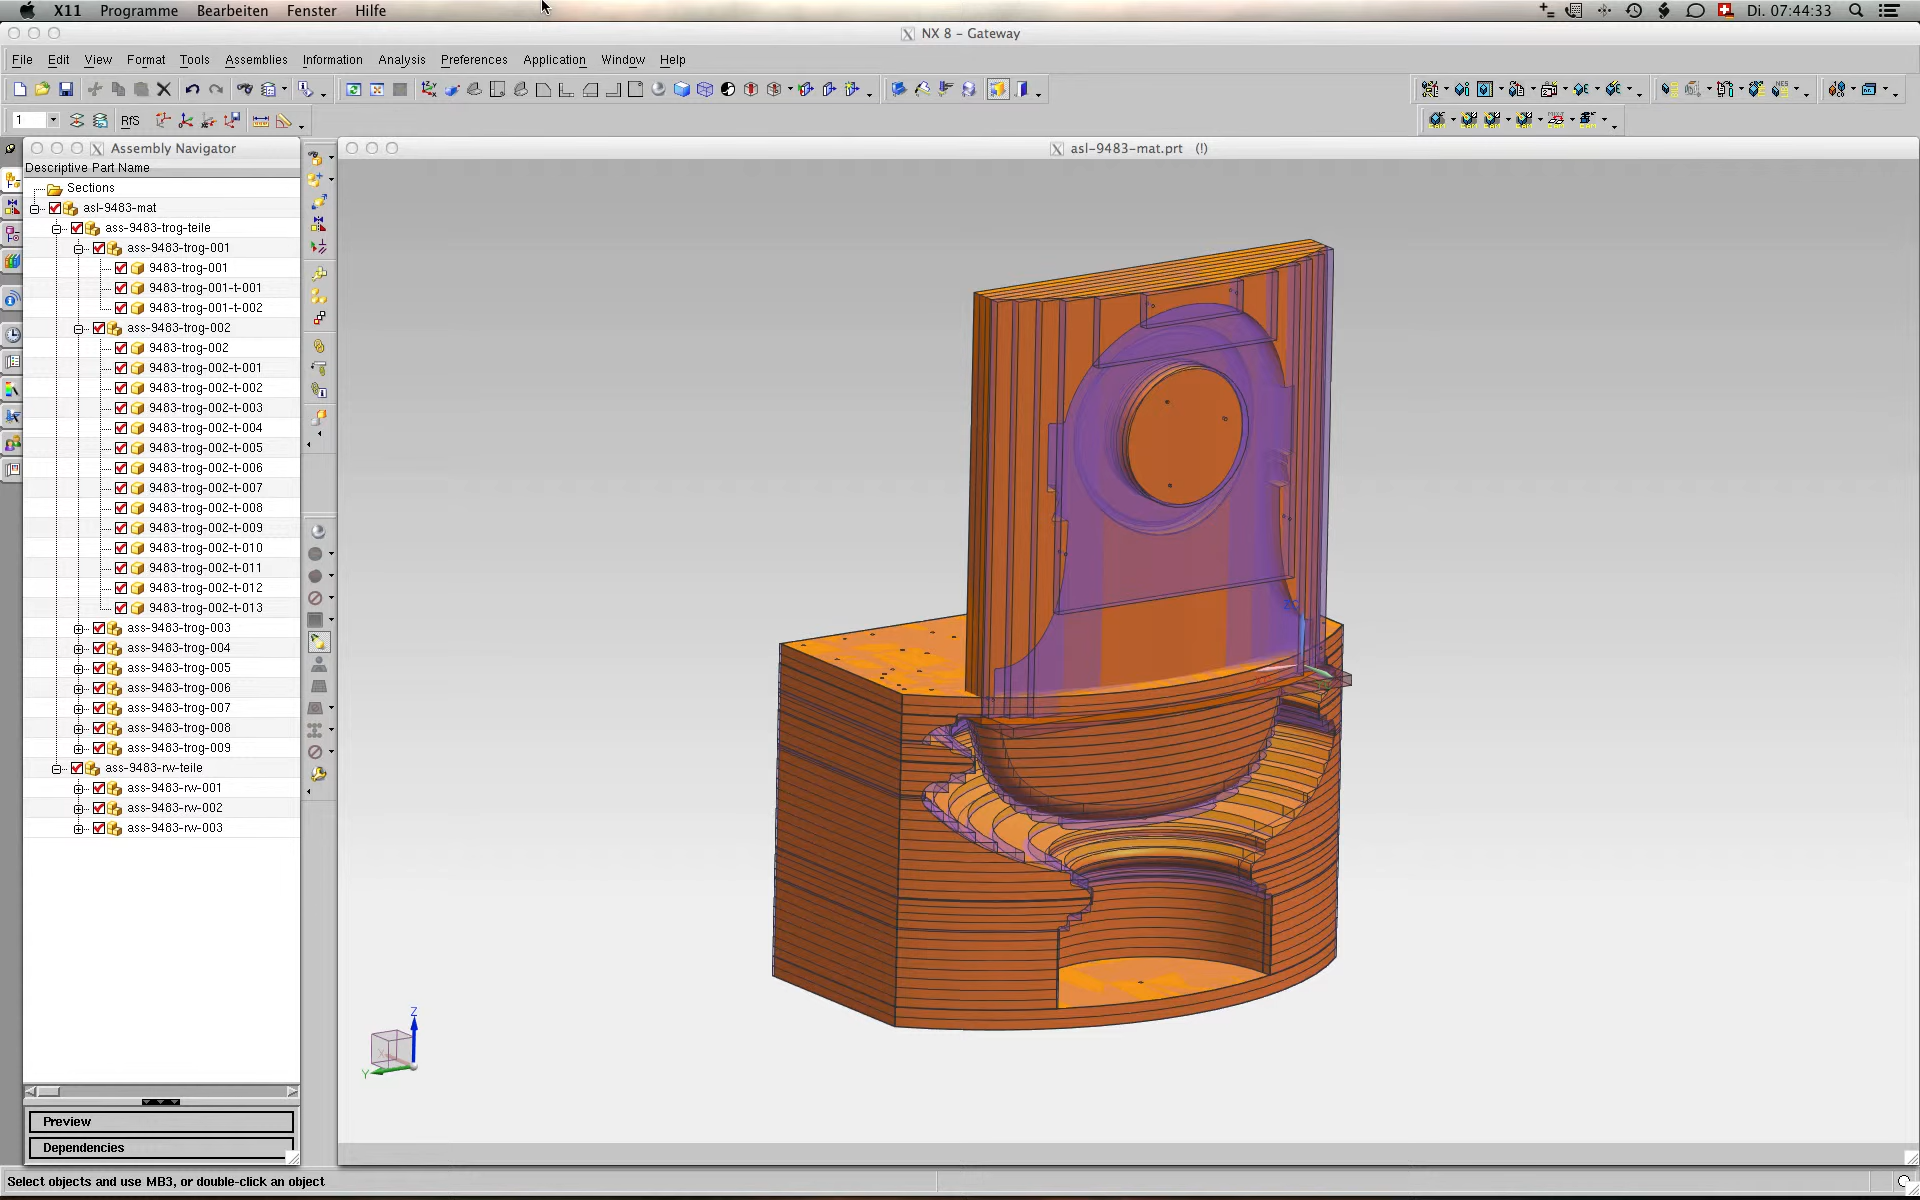 X11 Programme Bearbeiten Fenster Hilfe Di. 07:44:33
NX 8 - Gateway
File Edit View Format Tools Assemblies Information Analysis Preferences Application Window Help
1 RfS
Assembly Navigator
asl-9483-mat.prt (!)
Descriptive Part Name
Sections
asl-9483-mat
ass-9483-trog-teile
ass-9483-trog-001
9483-trog-001
9483-trog-001-t-001
9483-trog-001-t-002
ass-9483-trog-002
9483-trog-002
9483-trog-002-t-001
9483-trog-002-t-002
9483-trog-002-t-003
9483-trog-002-t-004
9483-trog-002-t-005
9483-trog-002-t-006
9483-trog-002-t-007
9483-trog-002-t-008
9483-trog-002-t-009
9483-trog-002-t-010
9483-trog-002-t-011
9483-trog-002-t-012
9483-trog-002-t-013
ass-9483-trog-003
ass-9483-trog-004
ass-9483-trog-005
ass-9483-trog-006
ass-9483-trog-007
ass-9483-trog-008
ass-9483-trog-009
ass-9483-rw-teile
ass-9483-rw-001
ass-9483-rw-002
ass-9483-rw-003
Z
X
Y
Preview
Dependencies
Select objects and use MB3, or double-click an object